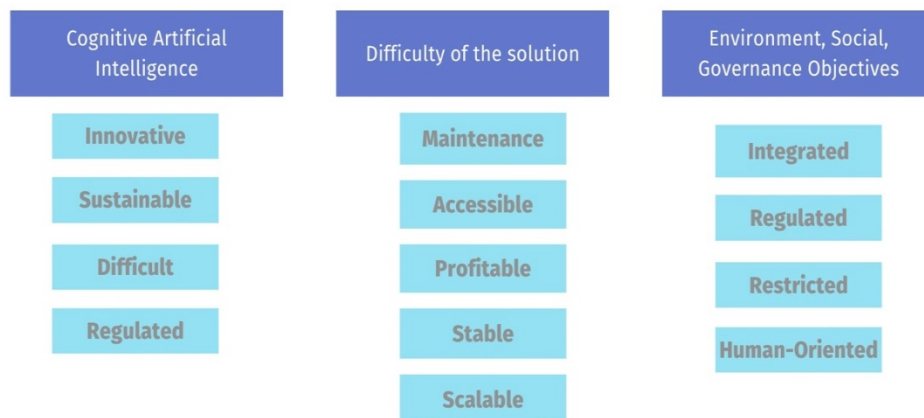 Cognitive Artificial
Intelligence
Innovative
Sustainable
Difficult
Regulated
Difficulty of the solution
Maintenance
Accessible
Profitable
Stable
Scalable
Environment, Social,
Governance Objectives
Integrated
Regulated
Restricted
Human-Oriented